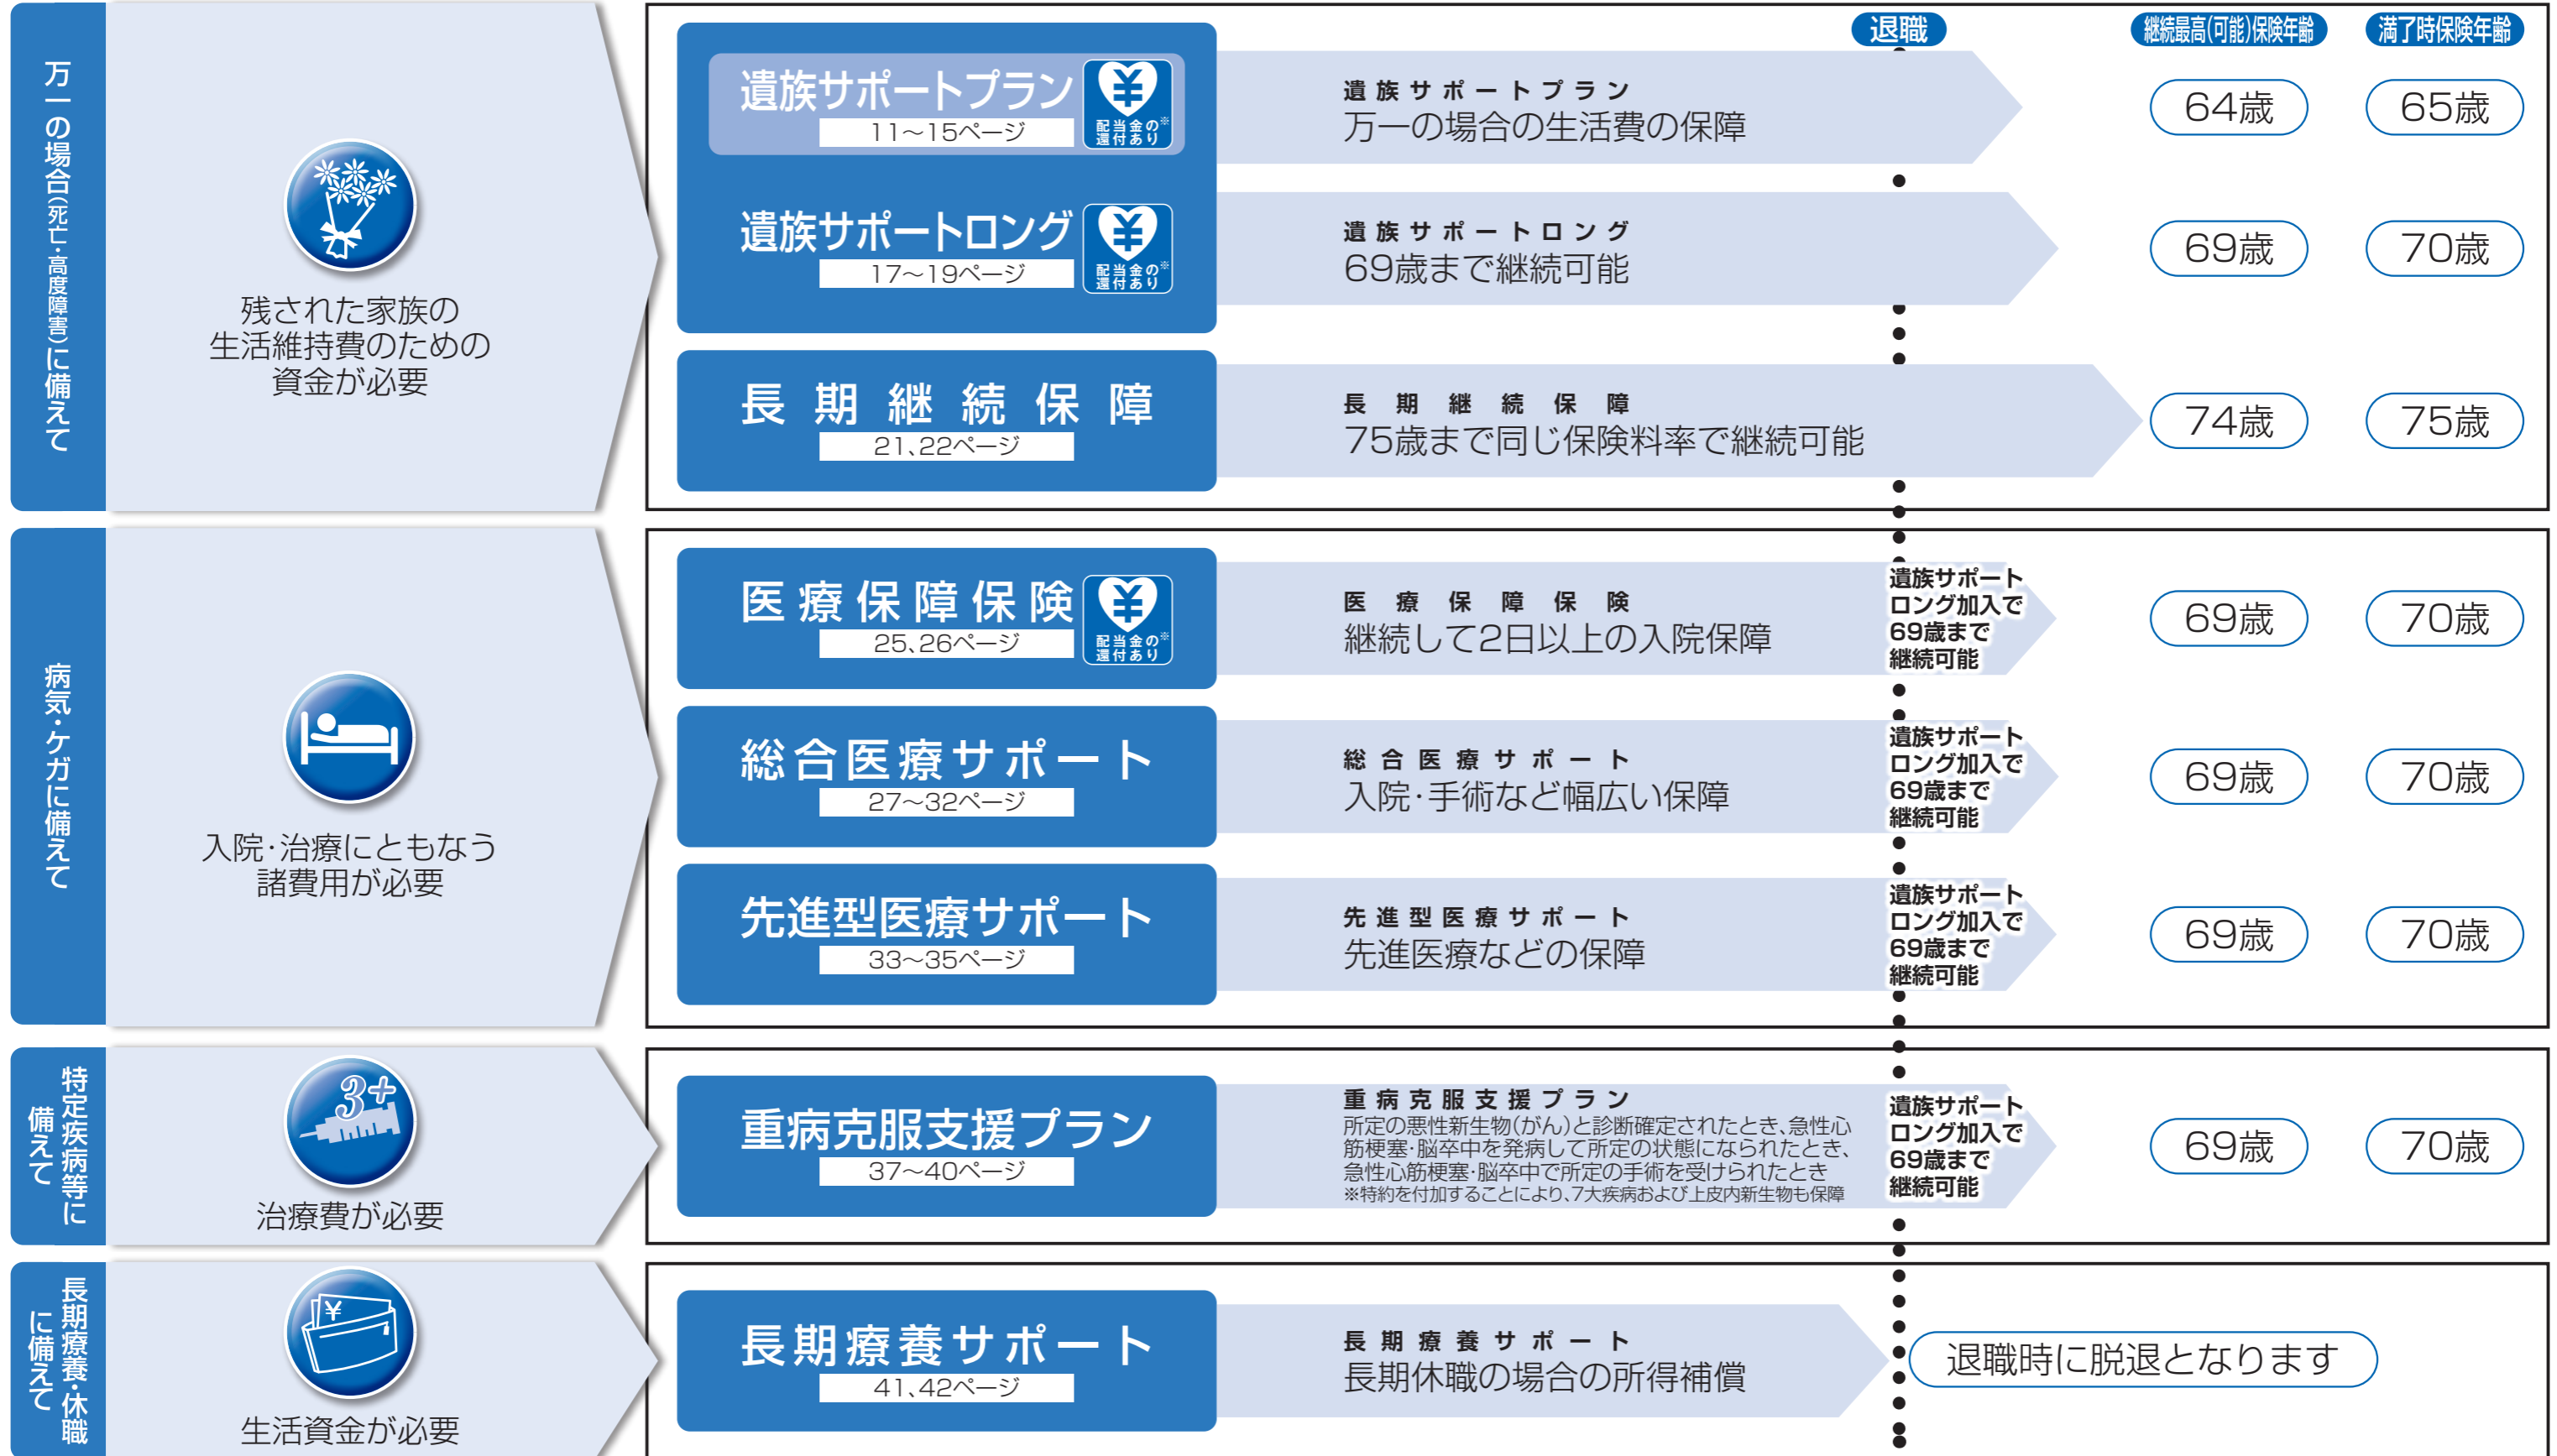 退職
継続最高(可能)保険年齢
満了時保険年齢
万一の場合(死亡・高度障害)に備えて
残された家族の
生活維持費のための
資金が必要
遺族サポートプラン
11～15ページ
¥
配当金の※
還付あり
遺族サポートプラン
万一の場合の生活費の保障
64歳
65歳
遺族サポートロング
17～19ページ
¥
配当金の※
還付あり
遺族サポートロング
69歳まで継続可能
69歳
70歳
長期継続保障
21、22ページ
長期継続保障
75歳まで同じ保険料率で継続可能
74歳
75歳
病気・ケガに備えて
入院・治療にともなう
諸費用が必要
医療保障保険
25、26ページ
¥
配当金の※
還付あり
医療保障保険
継続して2日以上の入院保障
遺族サポート
ロング加入で
69歳まで
継続可能
69歳
70歳
総合医療サポート
27～32ページ
総合医療サポート
入院・手術など幅広い保障
遺族サポート
ロング加入で
69歳まで
継続可能
69歳
70歳
先進型医療サポート
33～35ページ
先進型医療サポート
先進医療などの保障
遺族サポート
ロング加入で
69歳まで
継続可能
69歳
70歳
特定疾病等に
備えて
3+
治療費が必要
重病克服支援プラン
37～40ページ
重病克服支援プラン
所定の悪性新生物(がん)と診断確定されたとき、急性心
筋梗塞・脳卒中を発病して所定の状態になられたとき、
急性心筋梗塞・脳卒中で所定の手術を受けられたとき
※特約を付加することにより、7大疾病および上皮内新生物も保障
遺族サポート
ロング加入で
69歳まで
継続可能
69歳
70歳
長期療養・休職
に備えて
¥
生活資金が必要
長期療養サポート
41、42ページ
長期療養サポート
長期休職の場合の所得補償
退職時に脱退となります